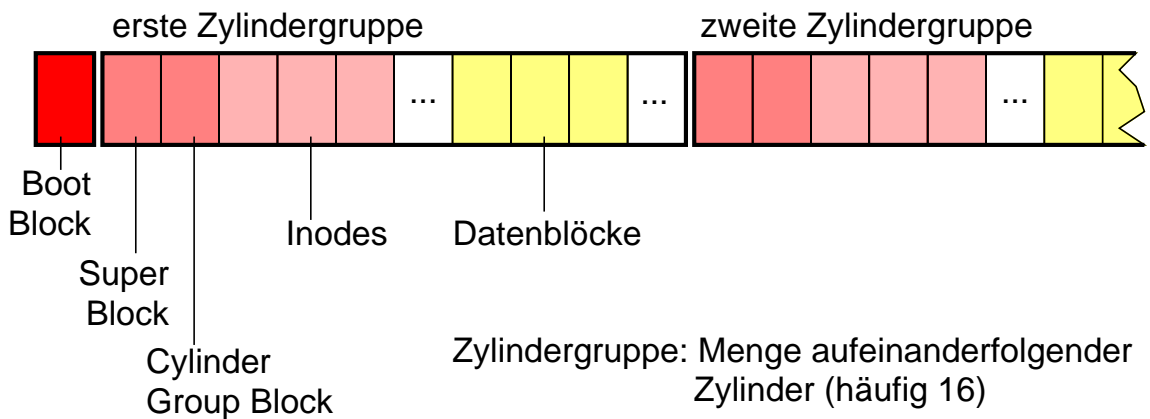 erste Zylindergruppe
zweite Zylindergruppe
...
...
...
Boot
Block
Inodes
Datenblöcke
Super
Block
Cylinder
Group Block
Zylindergruppe: Menge aufeinanderfolgender
Zylinder (häufig 16)